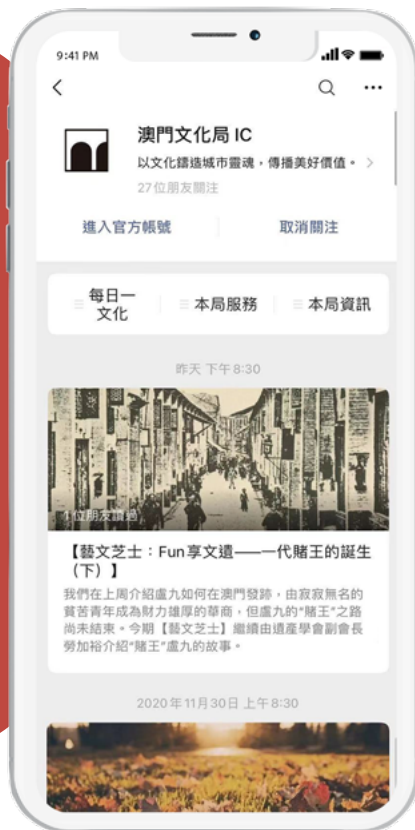 9:41 PM
澳門文化局 IC
以文化鑄造城市靈魂,傳播美好價值。
27位朋友關注
進入官方帳號
取消關注
每日一
文化
本局服務
本局資訊
昨天 下午8:30
1位朋友讀過
【藝文芝士:Fun享文遺——一代賭王的誕生
(下)】
我們在上周介紹盧九如何在澳門發跡,由寂寂無名的
貧苦青年成為財力雄厚的華商,但盧九的“賭王”之路
尚未結束。今期【藝文芝士】繼續由遺產學會副會長
勞加裕介紹“賭王”盧九的故事。
2020年11月30日 上午8:30